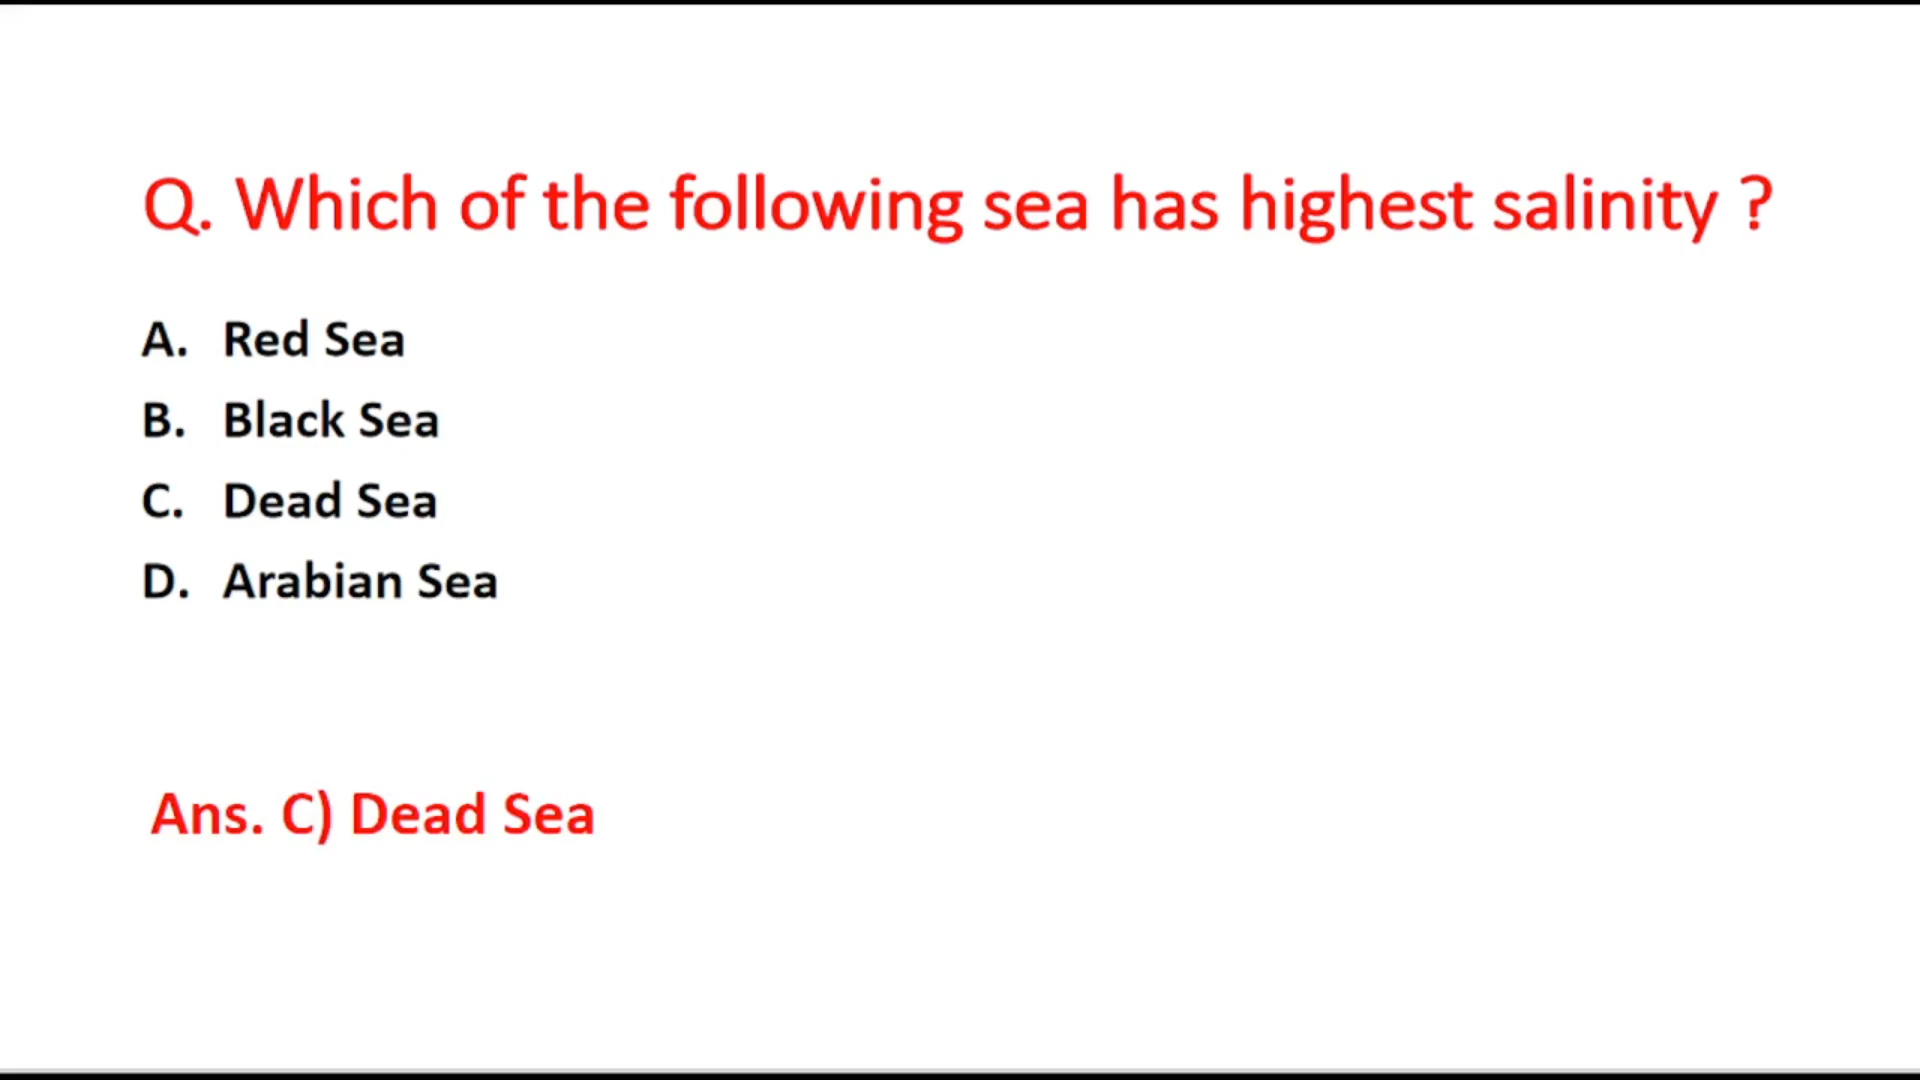 Q. Which of the following sea has highest salinity ?
A. Red Sea
B. Black Sea
C. Dead Sea
D. Arabian Sea
Ans. C) Dead Sea